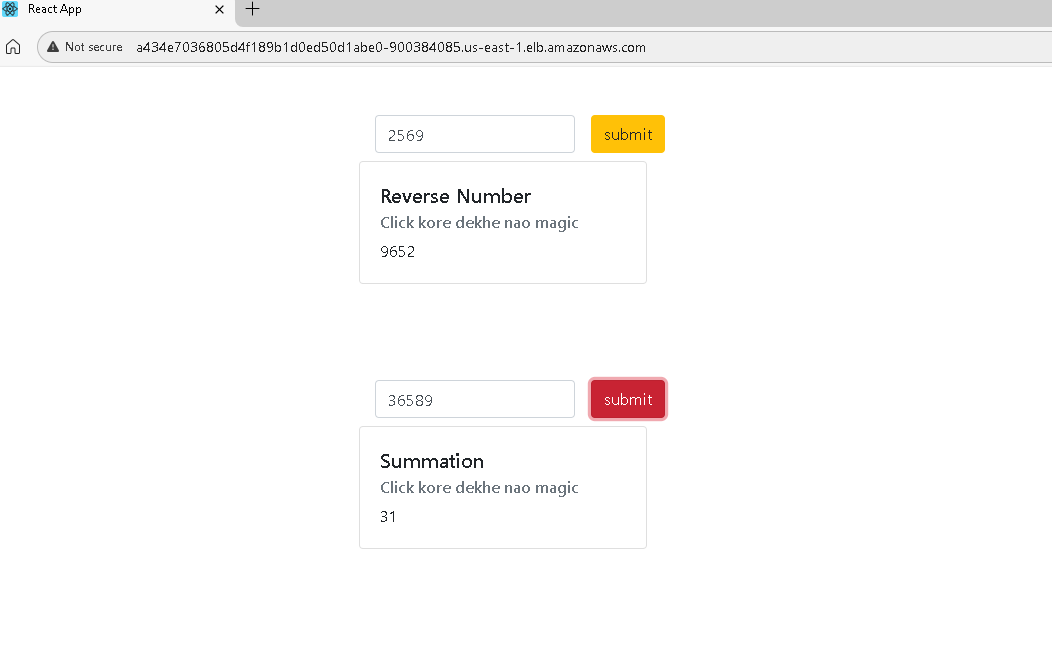 React App
Not secure a434e7036805d4f189b1d0ed50d1abe0-900384085.us-east-1.elb.amazonaws.com
2569 submit
Reverse Number
Click kore dekhe nao magic
9652
36589 submit
Summation
Click kore dekhe nao magic
31